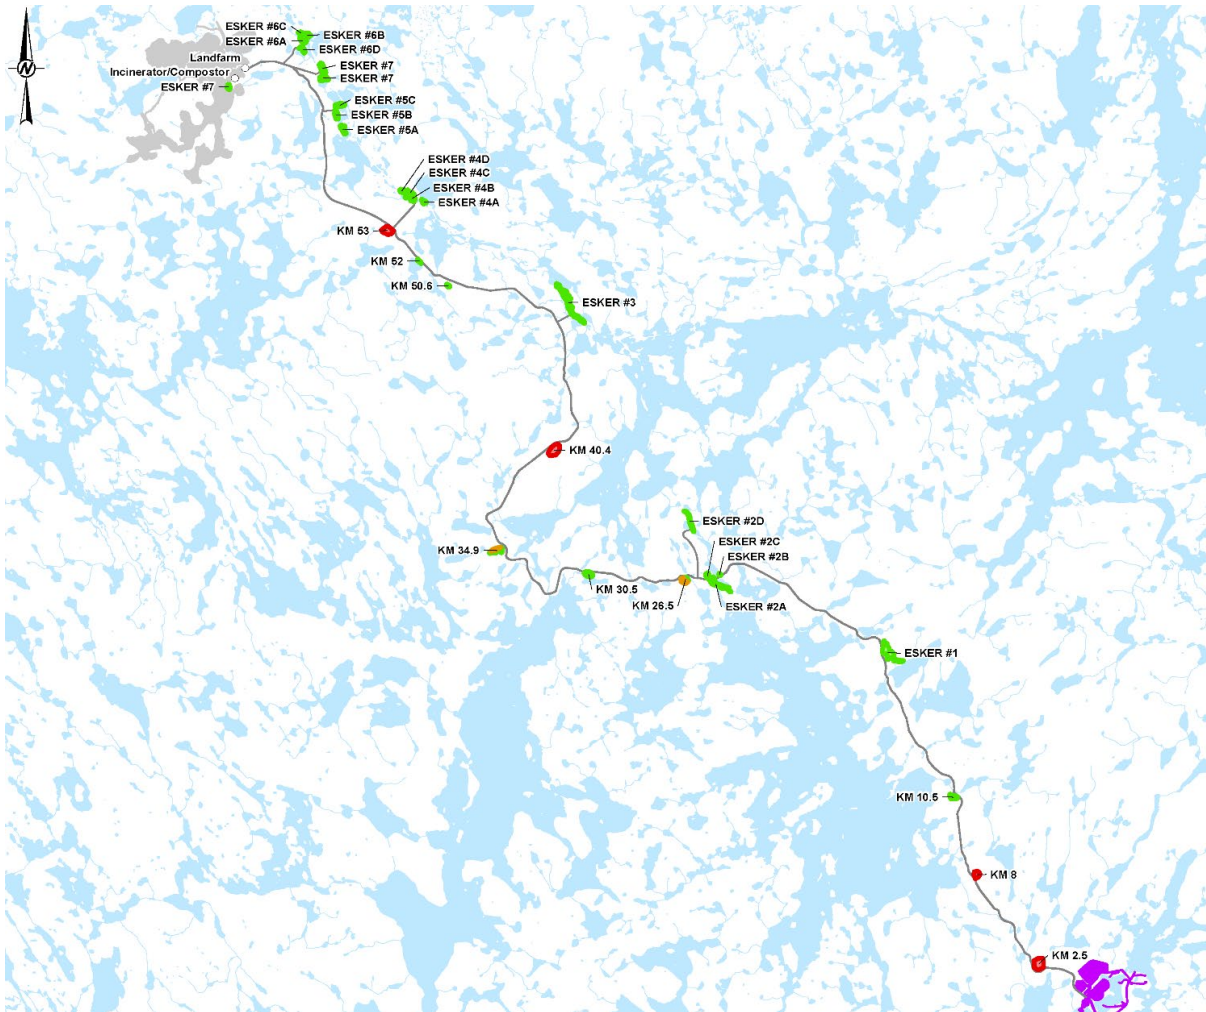 ESKER #6C
ESKER #6B
ESKER #6A
ESKER #6D
Landfarm
ESKER #7
Incinerator/Compostor
ESKER #7
ESKER #7
ESKER #5C
ESKER #5B
ESKER #5A
ESKER #4D
ESKER #4C
ESKER #4B
ESKER #4A
KM 53
KM 52
KM 50.6
ESKER #3
KM 40.4
ESKER #2D
ESKER #2C
KM 34.9
ESKER #2B
KM 30.5
KM 26.5
ESKER #2A
ESKER #1
KM 10.5
KM 8
KM 2.5
N